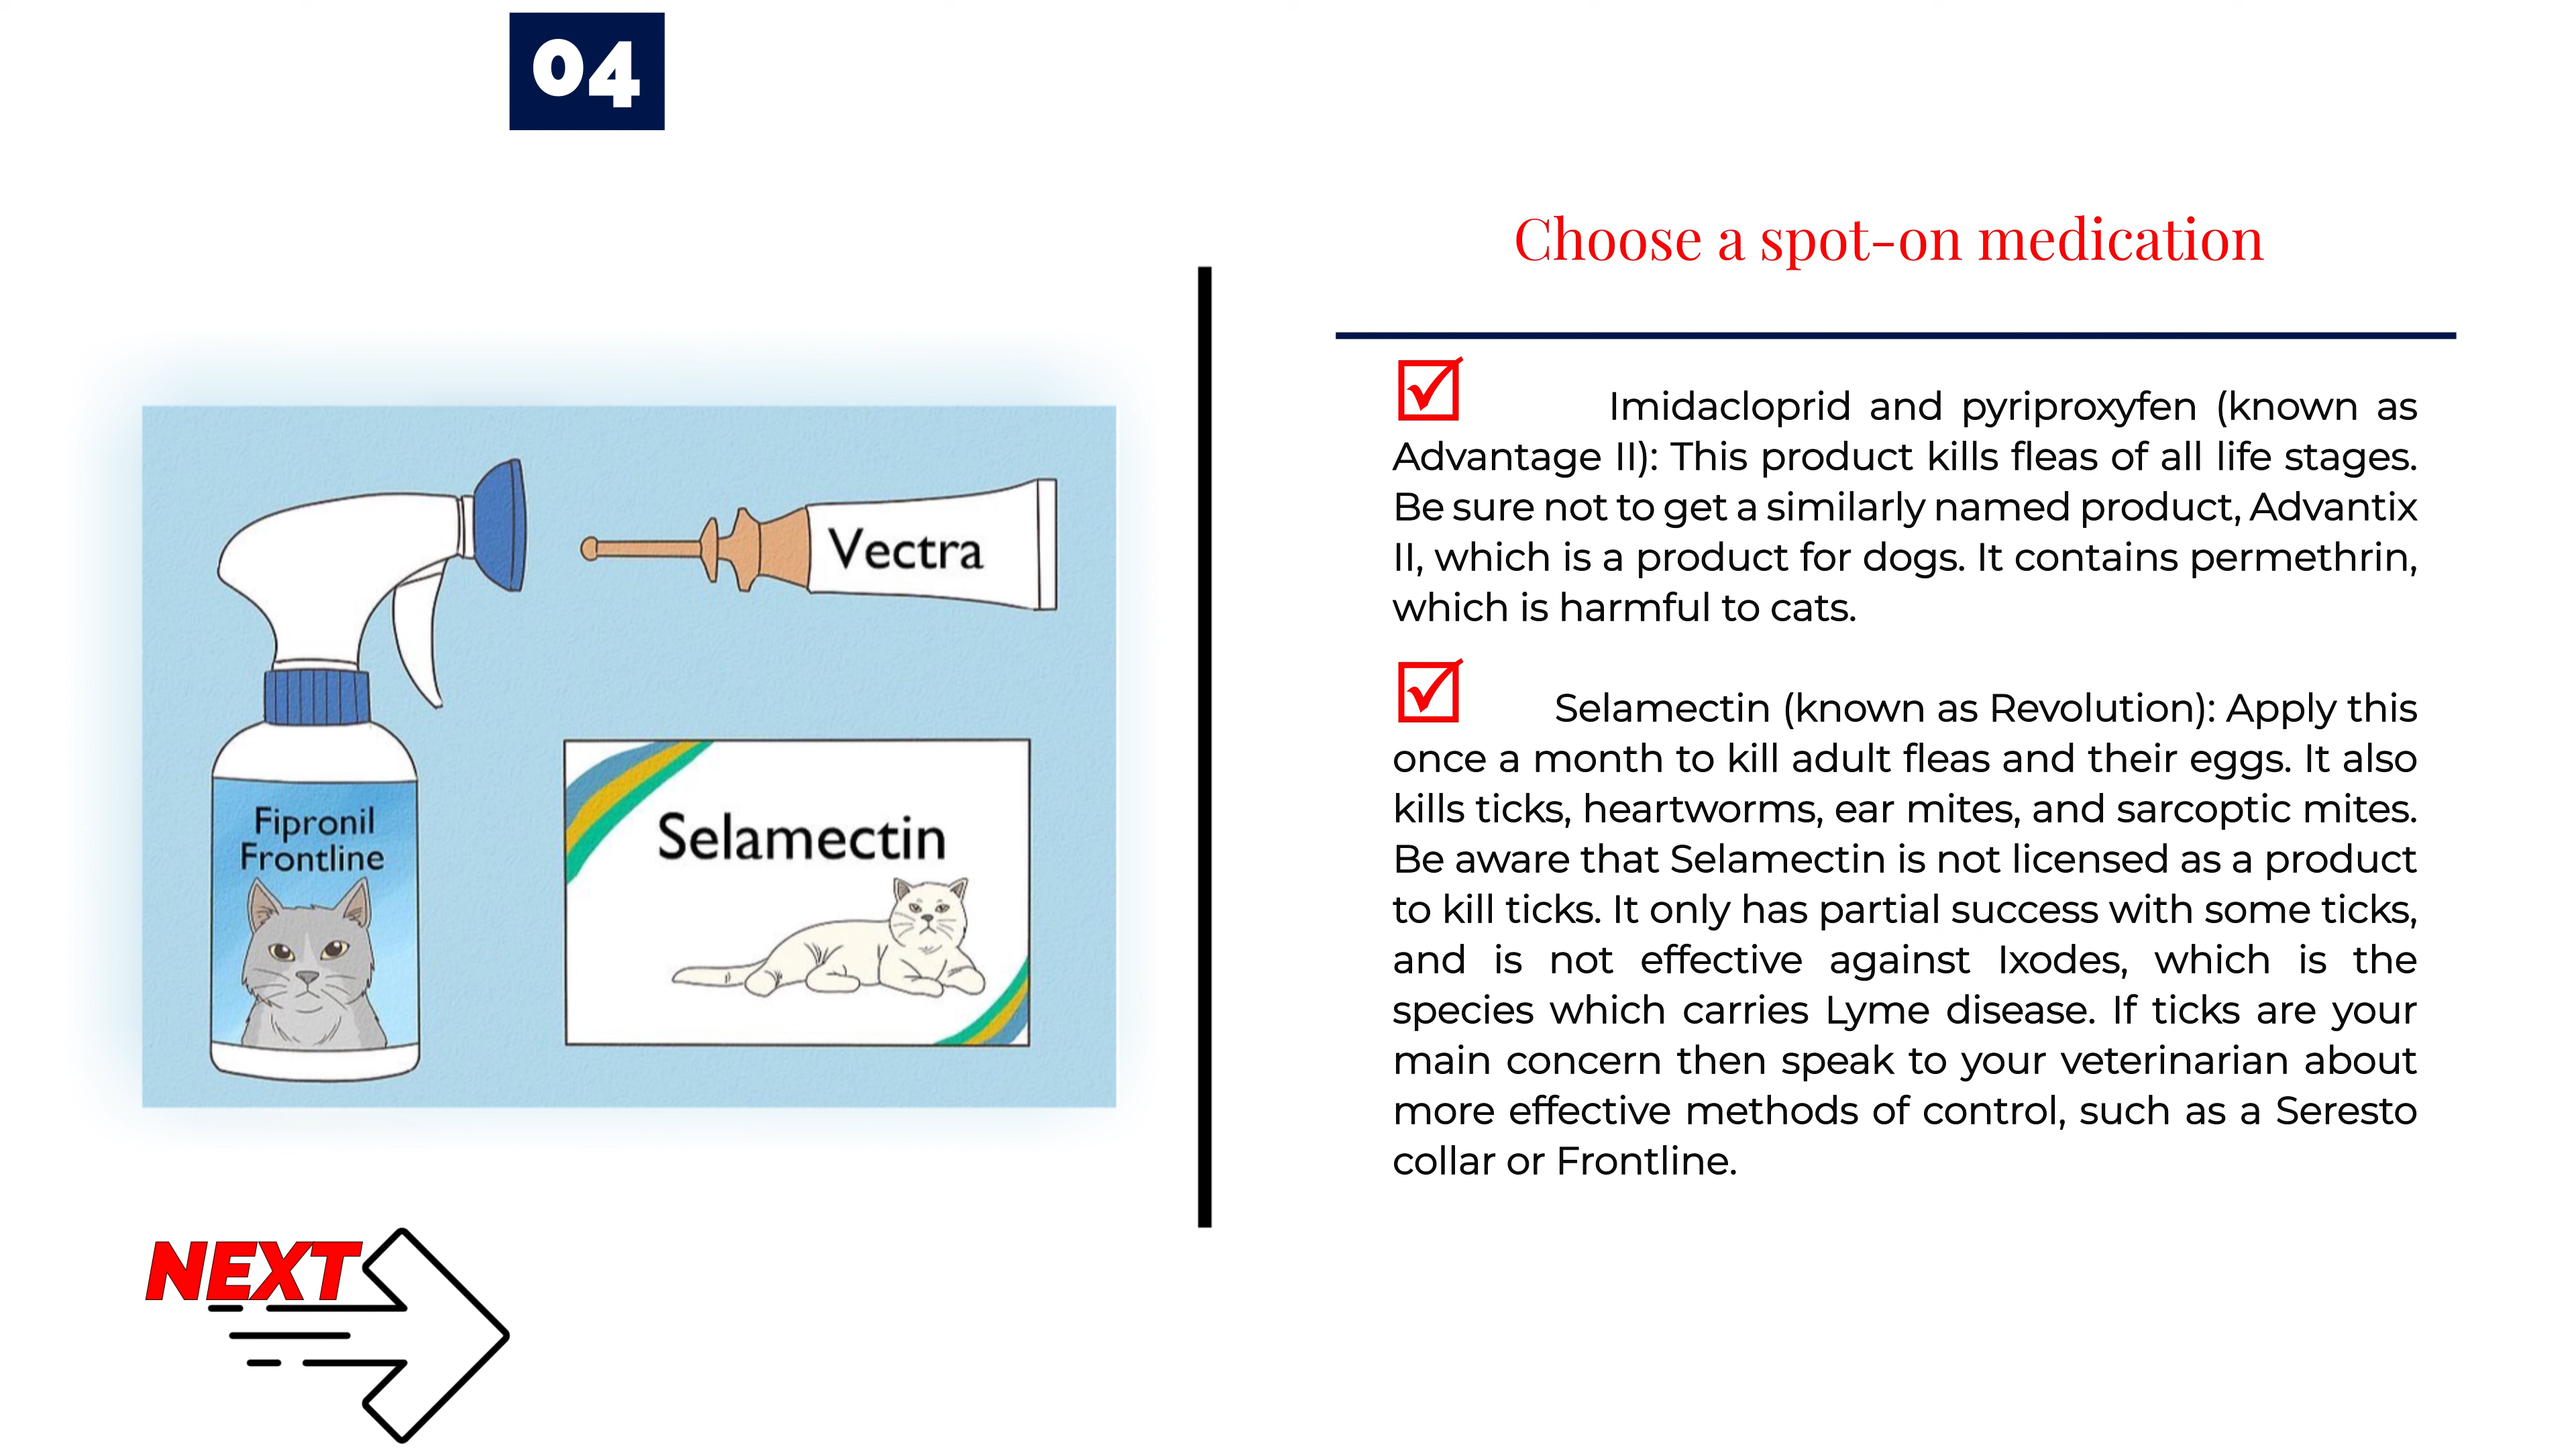 04
Choose a spot-on medication
Imidacloprid and pyriproxyfen (known as
Advantage II): This product kills fleas of all life stages.
Be sure not to get a similarly named product, Advantix
II, which is a product for dogs. It contains permethrin,
which is harmful to cats.
Selamectin (known as Revolution): Apply this
once a month to kill adult fleas and their eggs. It also
kills ticks, heartworms, ear mites, and sarcoptic mites.
Be aware that Selamectin is not licensed as a product
to kill ticks. It only has partial success with some ticks,
and is not effective against Ixodes, which is the
species which carries Lyme disease. If ticks are your
main concern then speak to your veterinarian about
more effective methods of control, such as a Seresto
collar or Frontline.
Vectra
Fipronil
Frontline
Selamectin
NEXT